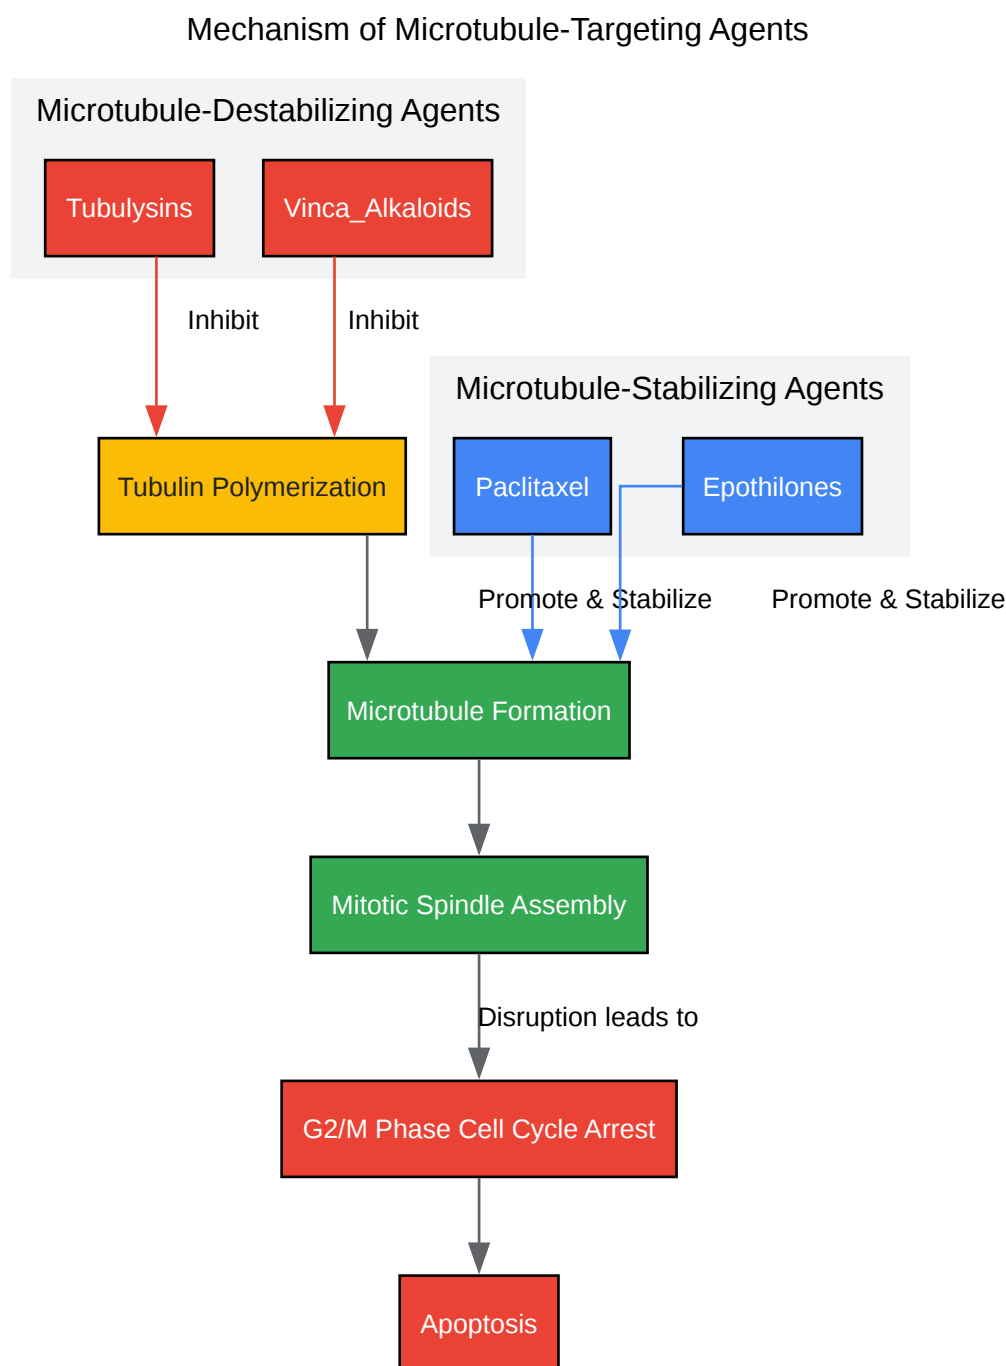 Mechanism of Microtubule-Targeting Agents
Microtubule-Destabilizing Agents
Tubulysins
Vinca_Alkaloids
Inhibit
Inhibit
Microtubule-Stabilizing Agents
Tubulin Polymerization
Paclitaxel
Epothilones
Promote & Stabilize
Promote & Stabilize
Microtubule Formation
Mitotic Spindle Assembly
Disruption leads to
G2/M Phase Cell Cycle Arrest
Apoptosis